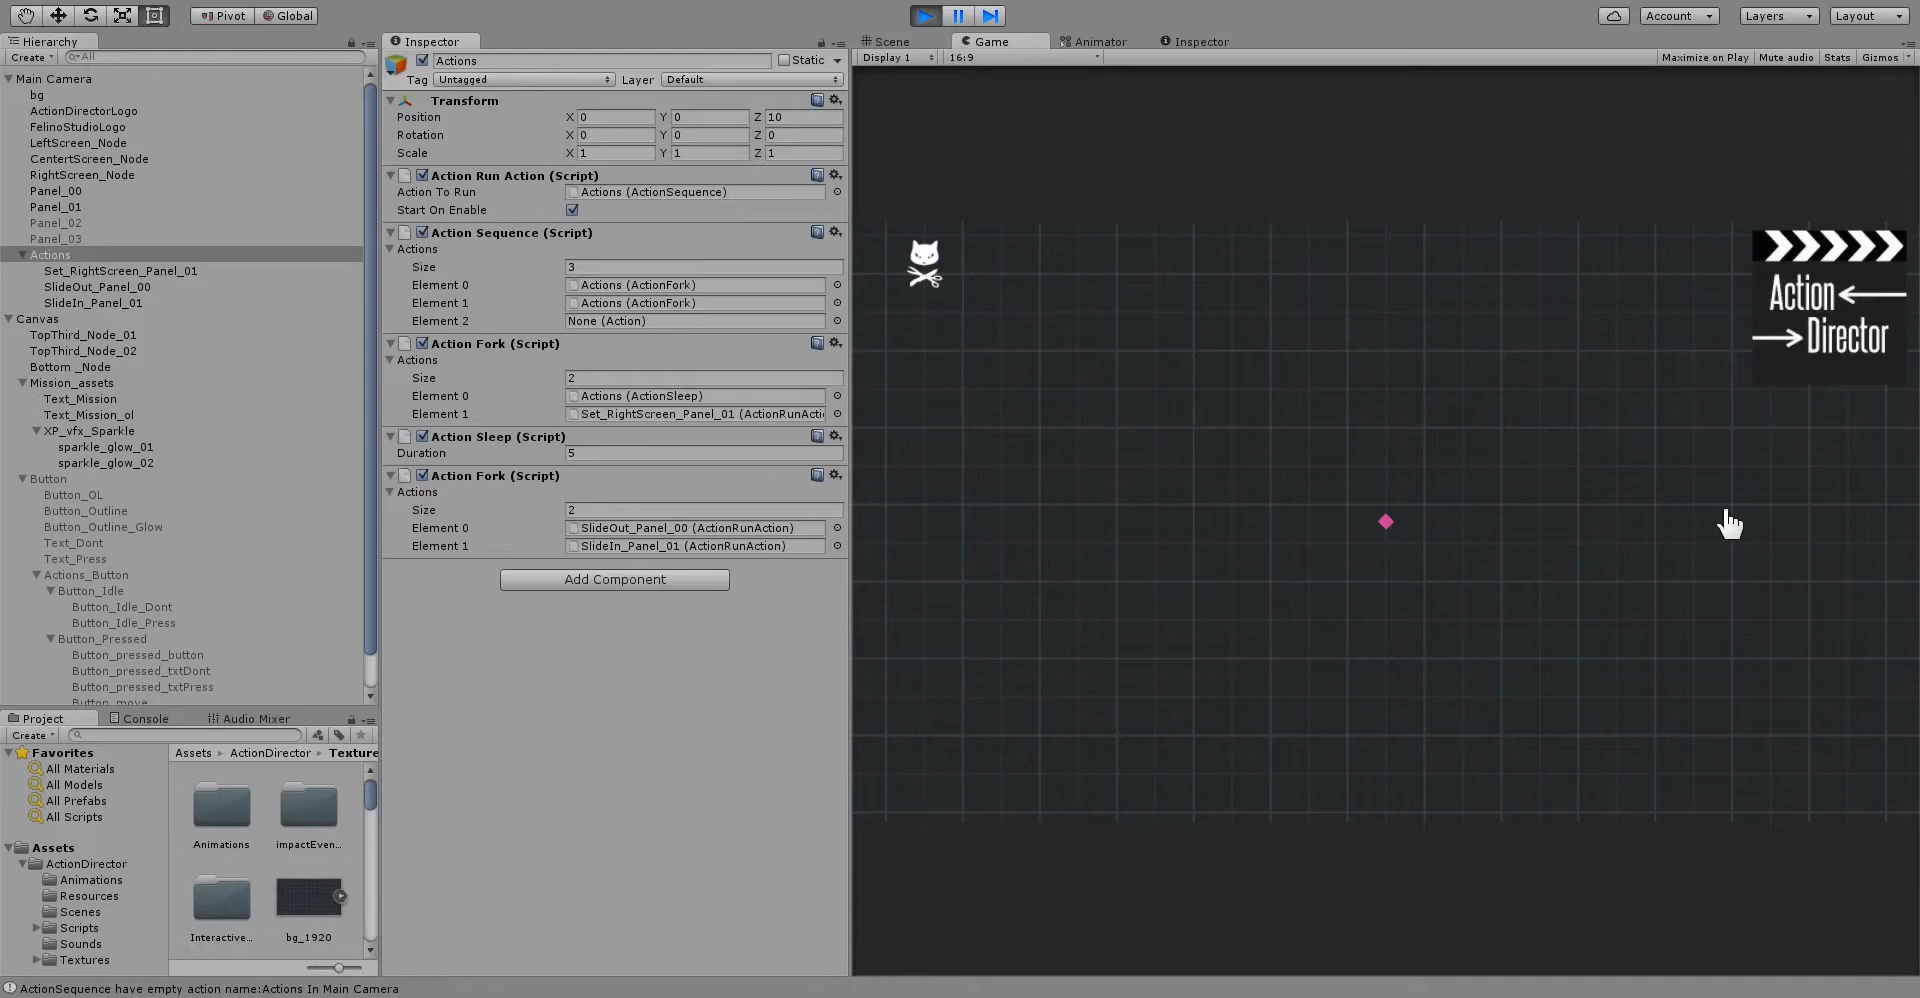 Pivot Global
Account Layers Layout
Hierarchy
Create All
Main Camera
bg
ActionDirectorLogo
FelinoStudioLogo
LeftScreen_Node
CentertScreen_Node
RightScreen_Node
Panel_00
Panel_01
Panel_02
Panel_03
Actions
Set_RightScreen_Panel_01
SlideOut_Panel_00
SlideIn_Panel_01
Canvas
TopThird_Node_01
TopThird_Node_02
Bottom _Node
Mission_assets
Text_Mission
Text_Mission_ol
XP_vfx_Sparkle
sparkle_glow_01
sparkle_glow_02
Button
Button_OL
Button_Outline
Button_Outline_Glow
Text_Dont
Text_Press
Actions_Button
Button_Idle
Button_Idle_Dont
Button_Idle_Press
Button_Pressed
Button_pressed_button
Button_pressed_txtDont
Button_pressed_txtPress
Button_move
Inspector
Actions Static
Tag Untagged Layer Default
Transform
Position X 0 Y 0 Z 10
Rotation X 0 Y 0 Z 0
Scale X 1 Y 1 Z 1
Action Run Action (Script)
Action To Run Actions (ActionSequence)
Start On Enable
Action Sequence (Script)
Actions
Size 3
Element 0 Actions (ActionFork)
Element 1 Actions (ActionFork)
Element 2 None (Action)
Action Fork (Script)
Actions
Size 2
Element 0 Actions (ActionSleep)
Element 1 Set_RightScreen_Panel_01 (ActionRunActi
Action Sleep (Script)
Duration 5
Action Fork (Script)
Actions
Size 2
Element 0 SlideOut_Panel_00 (ActionRunAction)
Element 1 SlideIn_Panel_01 (ActionRunAction)
Add Component
Scene Game Animator Inspector
Display 1 16:9 Maximize on Play Mute audio Stats Gizmos
Action
Director
Project Console Audio Mixer
Create
Favorites
All Materials
All Models
All Prefabs
All Scripts
Assets
ActionDirector
Animations
Resources
Scenes
Scripts
Sounds
Textures
Assets ActionDirector Texture
Animations impactEven...
Interactive... bg_1920
ActionSequence have empty action name:Actions In Main Camera